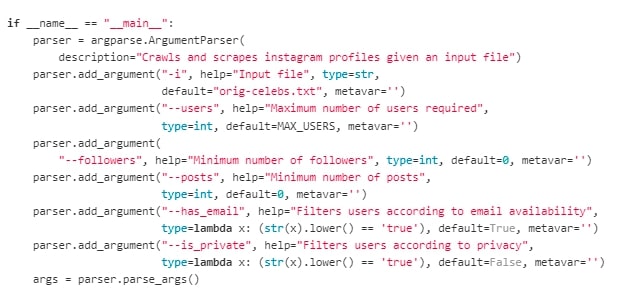 if __name__ == "__main__":
    parser = argparse.ArgumentParser(
        description="Crawls and scrapes instagram profiles given an input file")
    parser.add_argument("-i", help="Input file", type=str,
                        default="orig-celebs.txt", metavar='')
    parser.add_argument("--users", help="Maximum number of users required",
                        type=int, default=MAX_USERS, metavar='')
    parser.add_argument(
        "--followers", help="Minimum number of followers", type=int, default=0, metavar='')
    parser.add_argument("--posts", help="Minimum number of posts",
                        type=int, default=0, metavar='')
    parser.add_argument("--has_email", help="Filters users according to email availability",
                        type=lambda x: (str(x).lower() == 'true'), default=True, metavar='')
    parser.add_argument("--is_private", help="Filters users according to privacy",
                        type=lambda x: (str(x).lower() == 'true'), default=False, metavar='')
    args = parser.parse_args()